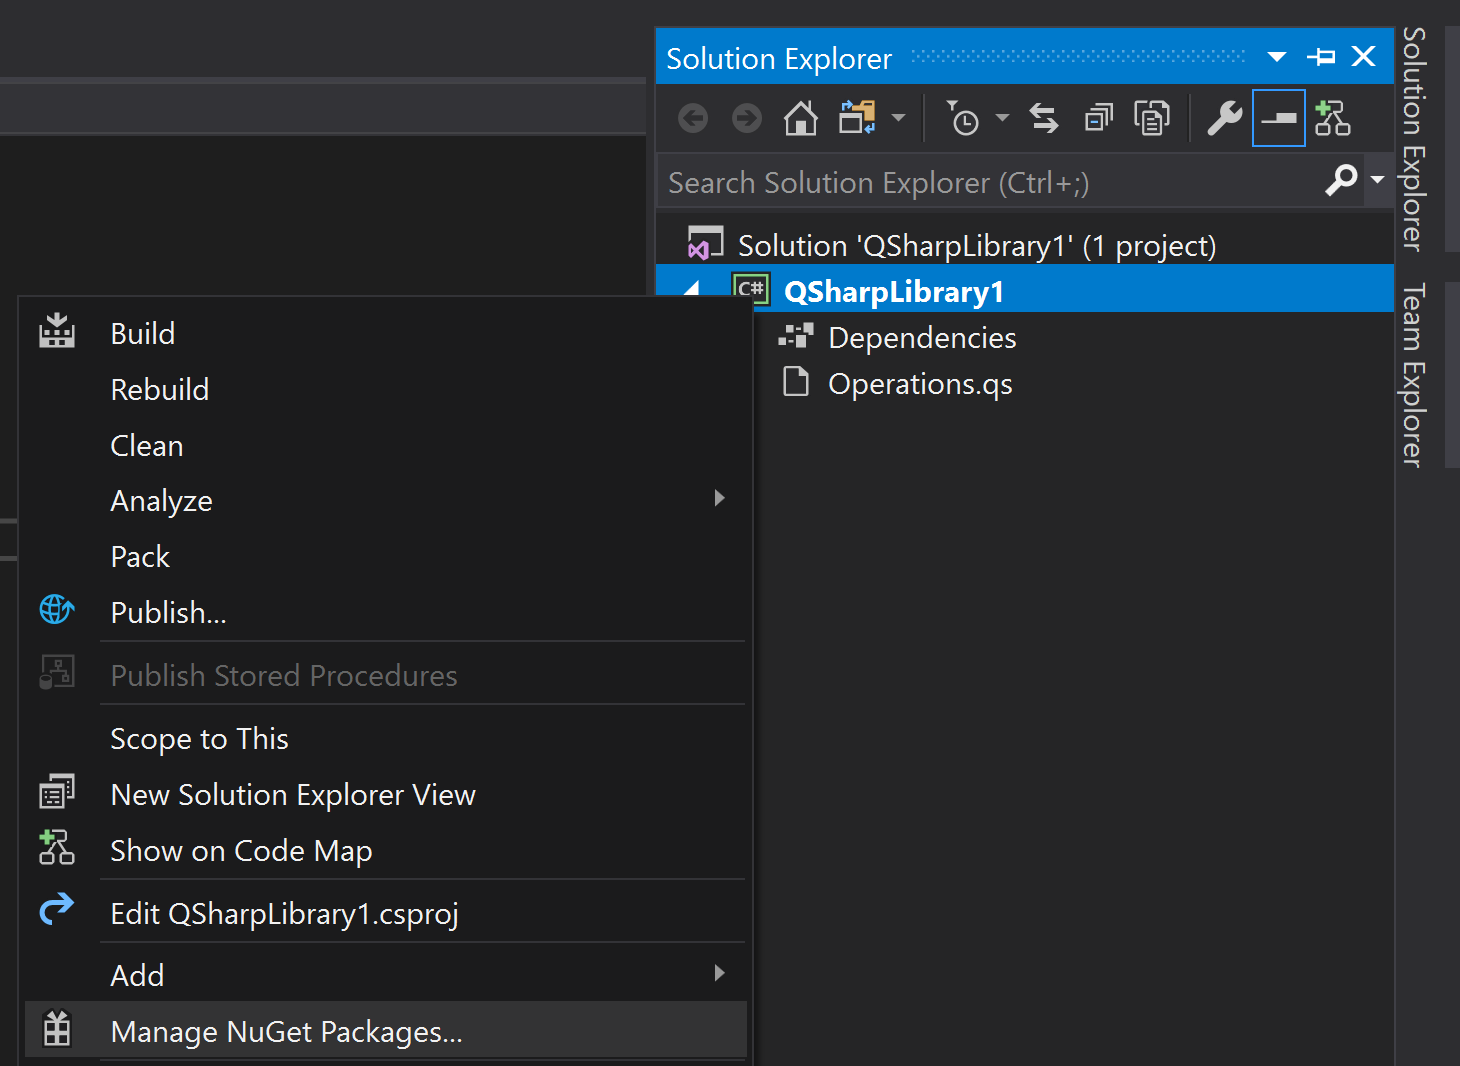 Solution Explorer
Search Solution Explorer (Ctrl+;)
Solution 'QSharpLibrary1' (1 project)
C# QSharpLibrary1
Dependencies
Operations.qs
Build
Rebuild
Clean
Analyze
Pack
Publish...
Publish Stored Procedures
Scope to This
New Solution Explorer View
Show on Code Map
Edit QSharpLibrary1.csproj
Add
Manage NuGet Packages...
Solution Explorer
Team Explorer